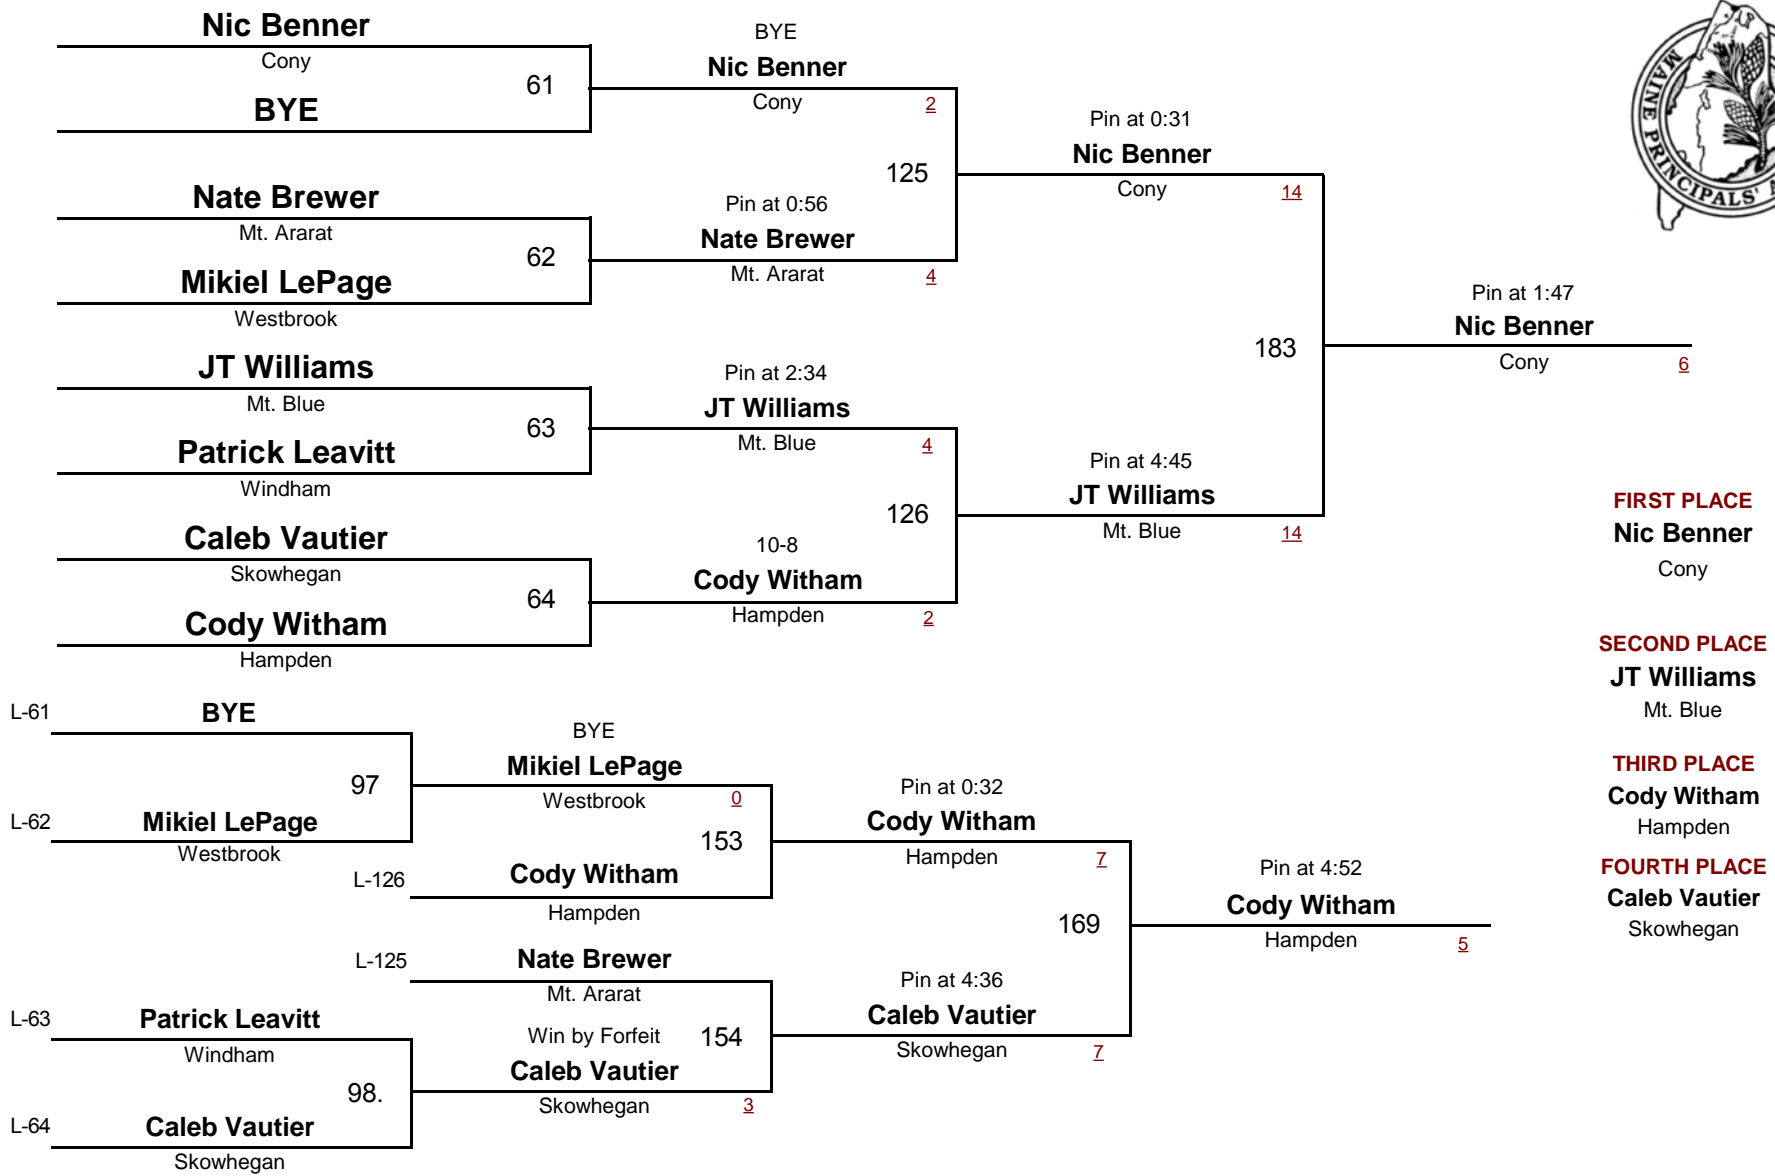 Nic Benner
Cony
61
BYE
BYE
Nic Benner
Cony
2
Nate Brewer
Mt. Ararat
62
Mikiel LePage
Westbrook
125
Pin at 0:56
Nate Brewer
Mt. Ararat
4
Pin at 0:31
Nic Benner
Cony
14
JT Williams
Mt. Blue
63
Patrick Leavitt
Windham
Pin at 2:34
JT Williams
Mt. Blue
4
Caleb Vautier
Skowhegan
64
Cody Witham
Hampden
126
10-8
Cody Witham
Hampden
2
Pin at 4:45
JT Williams
Mt. Blue
14
183
Pin at 1:47
Nic Benner
Cony
6
MAINE PRINCIPALS' A
FIRST PLACE
Nic Benner
Cony
SECOND PLACE
JT Williams
Mt. Blue
THIRD PLACE
Cody Witham
Hampden
FOURTH PLACE
Caleb Vautier
Skowhegan
L-61
BYE
97
L-62
Mikiel LePage
Westbrook
BYE
Mikiel LePage
Westbrook
0
153
L-126
Cody Witham
Hampden
Pin at 0:32
Cody Witham
Hampden
7
L-125
Nate Brewer
Mt. Ararat
154
L-63
Patrick Leavitt
Windham
98.
L-64
Caleb Vautier
Skowhegan
Win by Forfeit
Caleb Vautier
Skowhegan
3
Pin at 4:36
Caleb Vautier
Skowhegan
7
169
Pin at 4:52
Cody Witham
Hampden
5